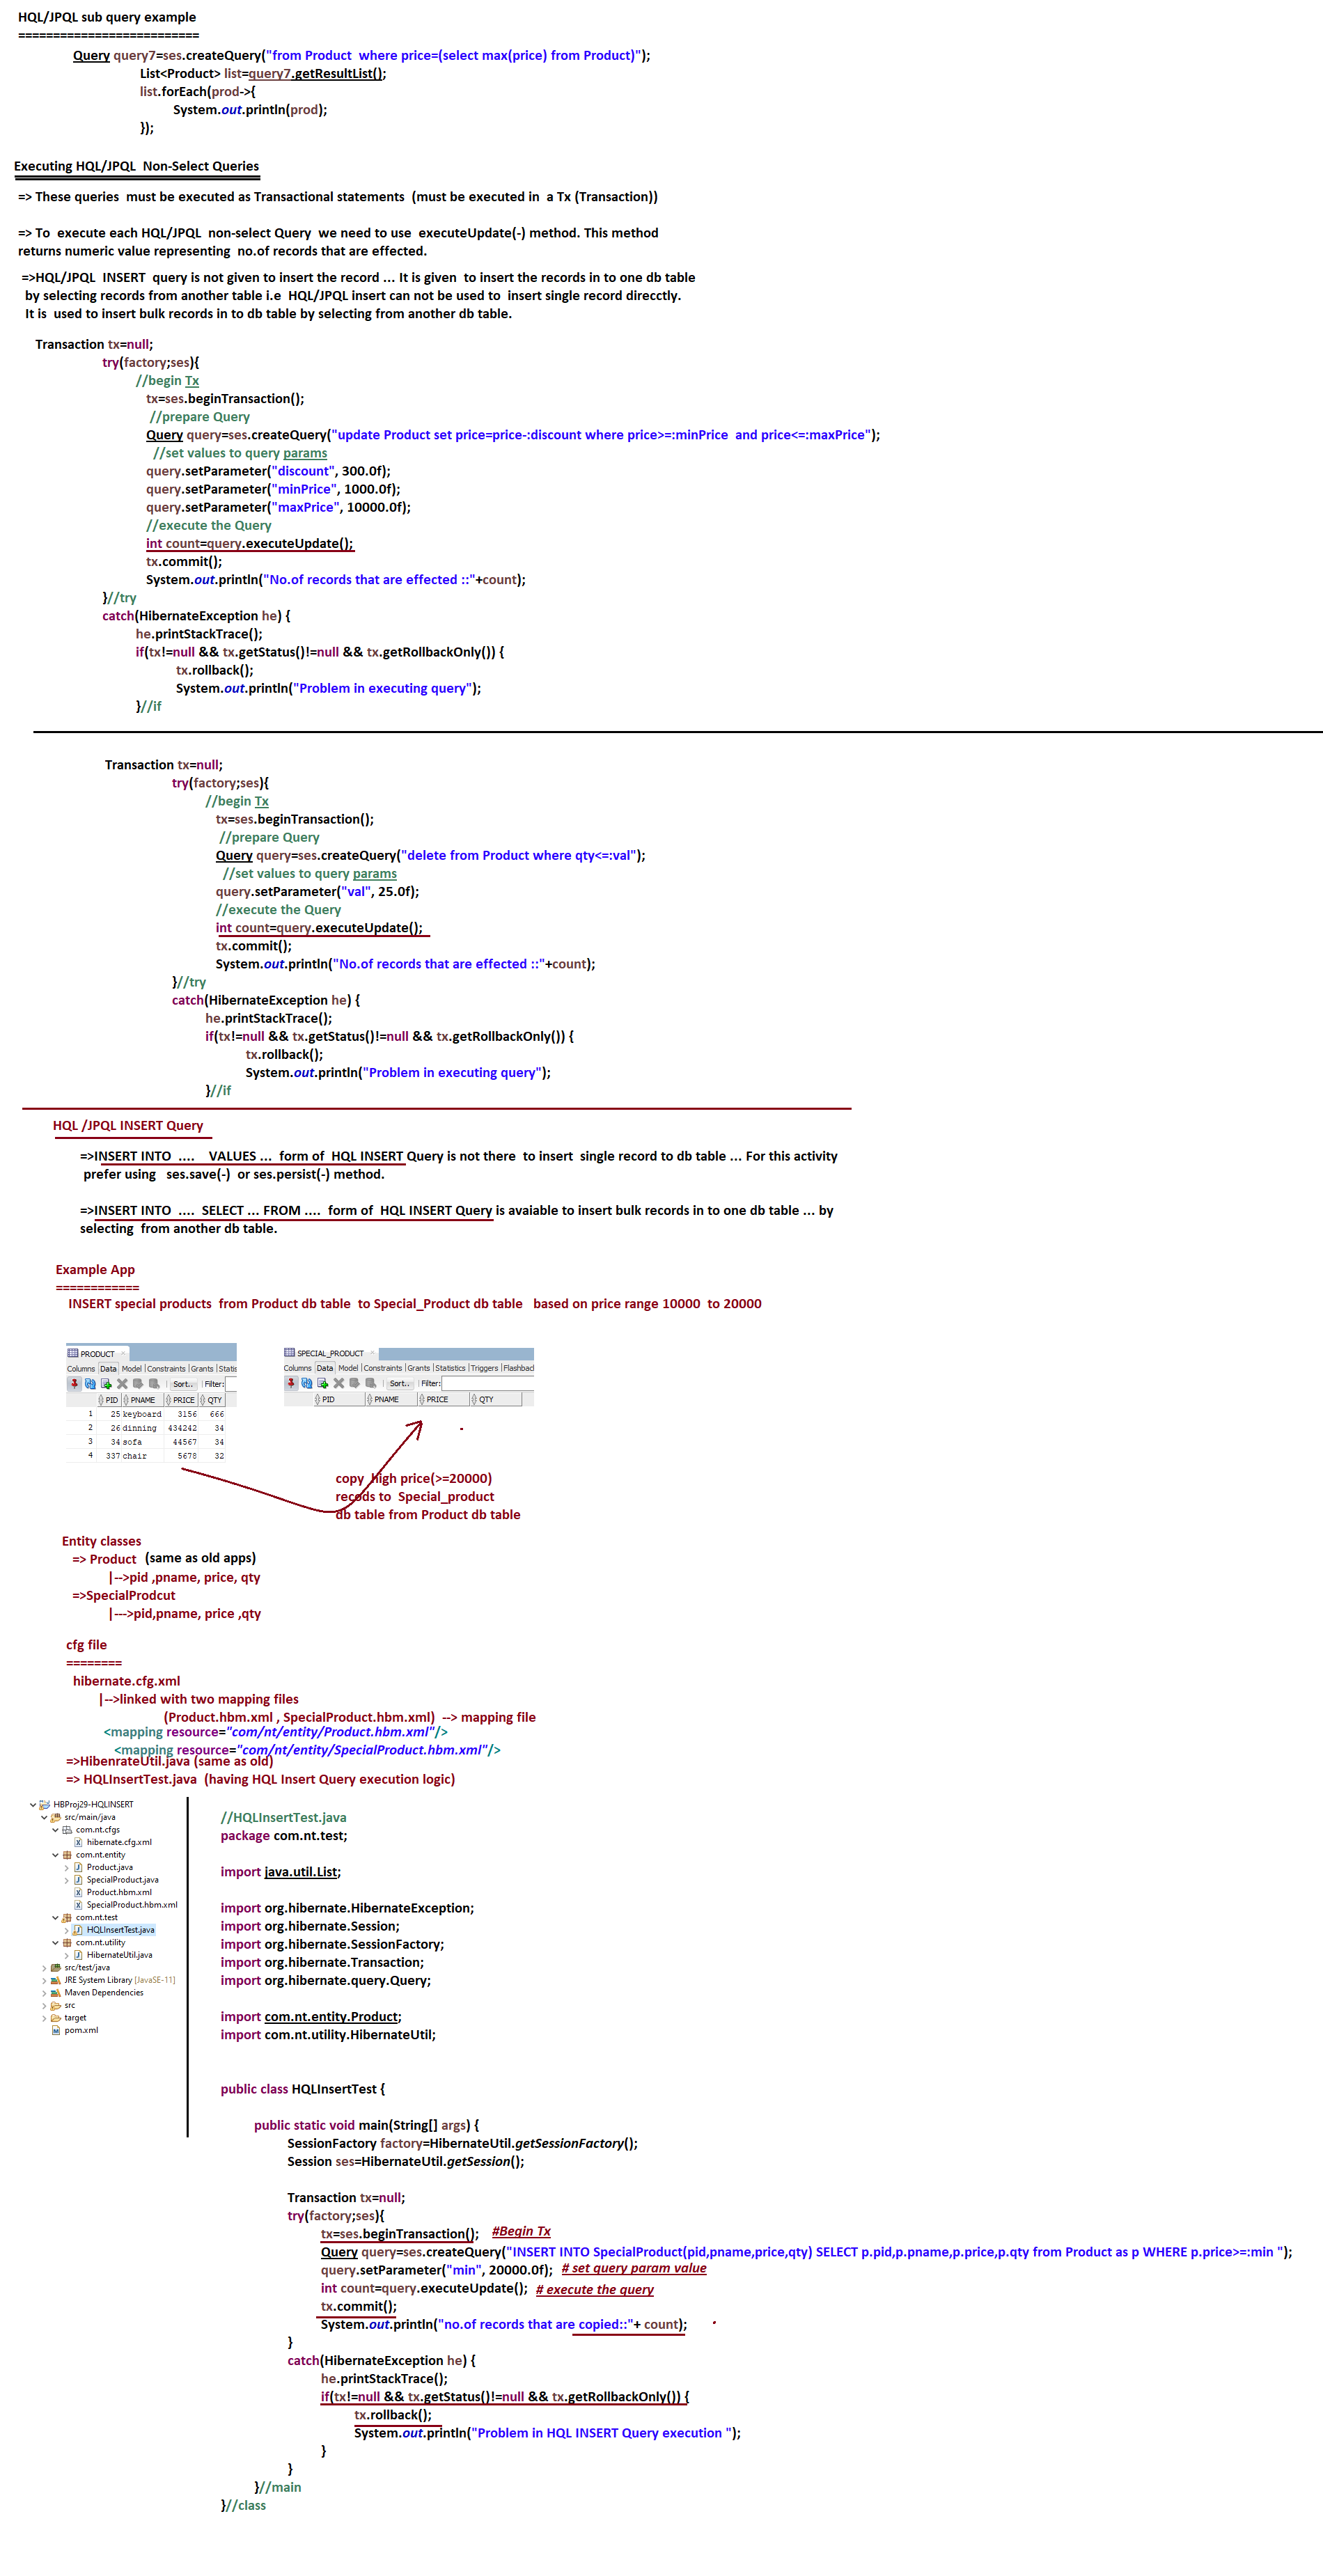 HQL/JPQL sub query example
==========================
Query query7=ses.createQuery("from Product  where price=(select max(price) from Product)");
List<Product> list=query7.getResultList();
list.forEach(prod->{
System.out.println(prod);
});
Executing HQL/JPQL  Non-Select Queries
=> These queries  must be executed as Transactional statements  (must be executed in  a Tx (Transaction))
=> To  execute each HQL/JPQL  non-select Query  we need to use  executeUpdate(-) method. This method
returns numeric value representing  no.of records that are effected.
=>HQL/JPQL  INSERT  query is not given to insert the record ... It is given  to insert the records in to one db table
by selecting records from another table i.e  HQL/JPQL insert can not be used to  insert single record direcctly.
It is  used to insert bulk records in to db table by selecting from another db table.
Transaction tx=null;
try(factory;ses){
//begin Tx
tx=ses.beginTransaction();
//prepare Query
Query query=ses.createQuery("update Product set price=price-:discount where price>=:minPrice  and price<=:maxPrice");
//set values to query params
query.setParameter("discount", 300.0f);
query.setParameter("minPrice", 1000.0f);
query.setParameter("maxPrice", 10000.0f);
//execute the Query
int count=query.executeUpdate();
tx.commit();
System.out.println("No.of records that are effected ::"+count);
}//try
catch(HibernateException he) {
he.printStackTrace();
if(tx!=null && tx.getStatus()!=null && tx.getRollbackOnly()) {
tx.rollback();
System.out.println("Problem in executing query");
}//if
Transaction tx=null;
try(factory;ses){
//begin Tx
tx=ses.beginTransaction();
//prepare Query
Query query=ses.createQuery("delete from Product where qty<=:val");
//set values to query params
query.setParameter("val", 25.0f);
//execute the Query
int count=query.executeUpdate();
tx.commit();
System.out.println("No.of records that are effected ::"+count);
}//try
catch(HibernateException he) {
he.printStackTrace();
if(tx!=null && tx.getStatus()!=null && tx.getRollbackOnly()) {
tx.rollback();
System.out.println("Problem in executing query");
}//if
HQL /JPQL INSERT Query
=>INSERT INTO  ....    VALUES ...  form of  HQL INSERT Query is not there  to insert  single record to db table ... For this activity
prefer using   ses.save(-)  or ses.persist(-) method.
=>INSERT INTO  ....  SELECT ... FROM ....  form of  HQL INSERT Query is avaiable to insert bulk records in to one db table ... by
selecting  from another db table.
Example App
============
INSERT special products  from Product db table  to Special_Product db table   based on price range 10000  to 20000
PRODUCT
Columns Data Model Constraints Grants Statis
Sort.. Filter:
PID PNAME PRICE QTY
1 25 keyboard 3156 666
2 26 dinning 434242 34
3 34 sofa 44567 34
4 337 chair 5678 32
SPECIAL_PRODUCT
Columns Data Model Constraints Grants Statistics Triggers Flashbac
Sort.. Filter:
PID PNAME PRICE QTY
copy  high price(>=20000)
recods to  Special_product
db table from Product db table
Entity classes
=> Product  (same as old apps)
|-->pid ,pname, price, qty
=>SpecialProdcut
|--->pid,pname, price ,qty
cfg file
========
hibernate.cfg.xml
|-->linked with two mapping files
(Product.hbm.xml , SpecialProduct.hbm.xml)  --> mapping file
<mapping resource="com/nt/entity/Product.hbm.xml"/>
<mapping resource="com/nt/entity/SpecialProduct.hbm.xml"/>
=>HibenrateUtil.java (same as old)
=> HQLInsertTest.java  (having HQL Insert Query execution logic)
HBProj29-HQLINSERT
src/main/java
com.nt.cfgs
hibernate.cfg.xml
com.nt.entity
Product.java
SpecialProduct.java
Product.hbm.xml
SpecialProduct.hbm.xml
com.nt.test
HQLInsertTest.java
com.nt.utility
HibernateUtil.java
src/test/java
JRE System Library [JavaSE-11]
Maven Dependencies
src
target
pom.xml
//HQLInsertTest.java
package com.nt.test;
import java.util.List;
import org.hibernate.HibernateException;
import org.hibernate.Session;
import org.hibernate.SessionFactory;
import org.hibernate.Transaction;
import org.hibernate.query.Query;
import com.nt.entity.Product;
import com.nt.utility.HibernateUtil;
public class HQLInsertTest {
public static void main(String[] args) {
SessionFactory factory=HibernateUtil.getSessionFactory();
Session ses=HibernateUtil.getSession();
Transaction tx=null;
try(factory;ses){
tx=ses.beginTransaction();   #Begin Tx
Query query=ses.createQuery("INSERT INTO SpecialProduct(pid,pname,price,qty) SELECT p.pid,p.pname,p.price,p.qty from Product as p WHERE p.price>=:min ");
query.setParameter("min", 20000.0f);  # set query param value
int count=query.executeUpdate();  # execute the query
tx.commit();
System.out.println("no.of records that are copied::"+ count);
}
catch(HibernateException he) {
he.printStackTrace();
if(tx!=null && tx.getStatus()!=null && tx.getRollbackOnly()) {
tx.rollback();
System.out.println("Problem in HQL INSERT Query execution ");
}
}
}//main
}//class